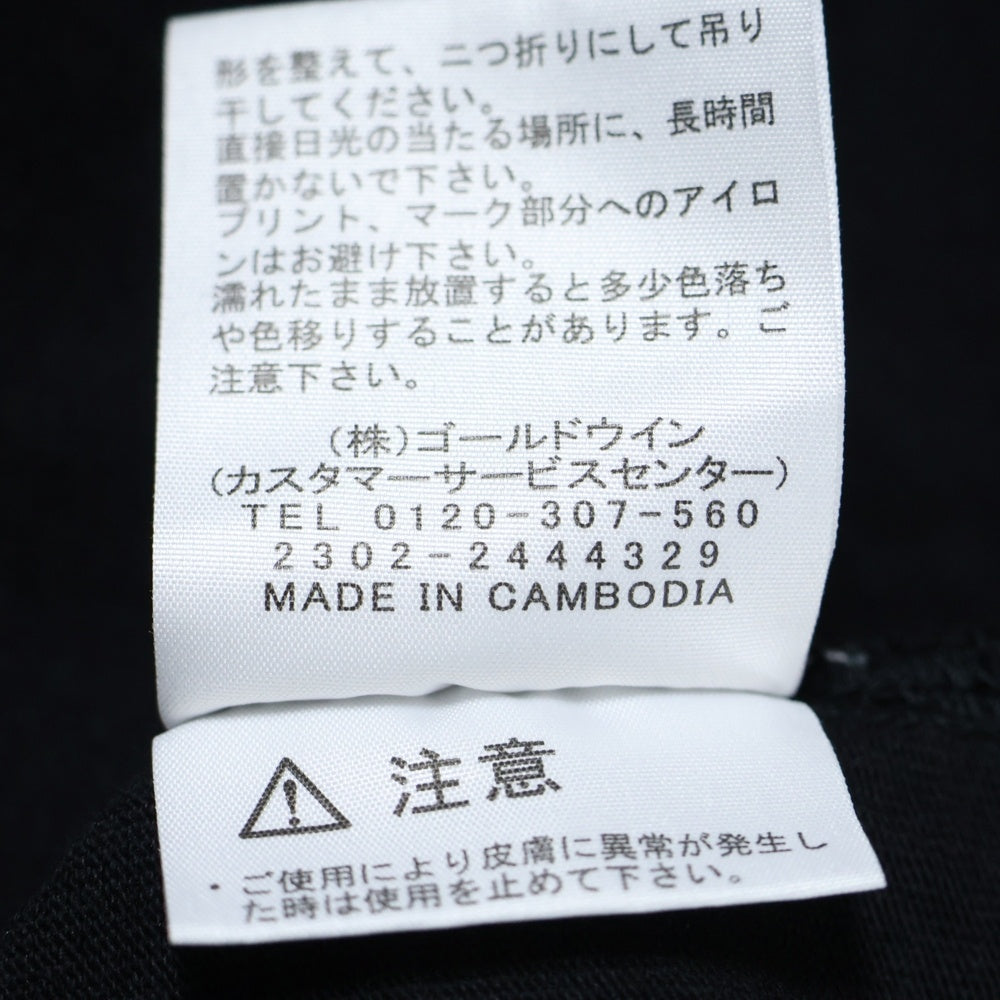 形を整えて、二つ折りにして吊り
干してください。
直接日光の当たる場所に、長時間
置かないで下さい。
プリント、マーク部分へのアイロ
ンはお避け下さい。
濡れたまま放置すると多少色落ち
や色移りすることがあります。ご
注意下さい。
(株)ゴールドウイン
(カスタマーサービスセンター)
TEL 0120-307-560
2302-2444329
MADE IN CAMBODIA
注意
・ご使用により皮膚に異常が発生し
た時は使用を止めて下さい。